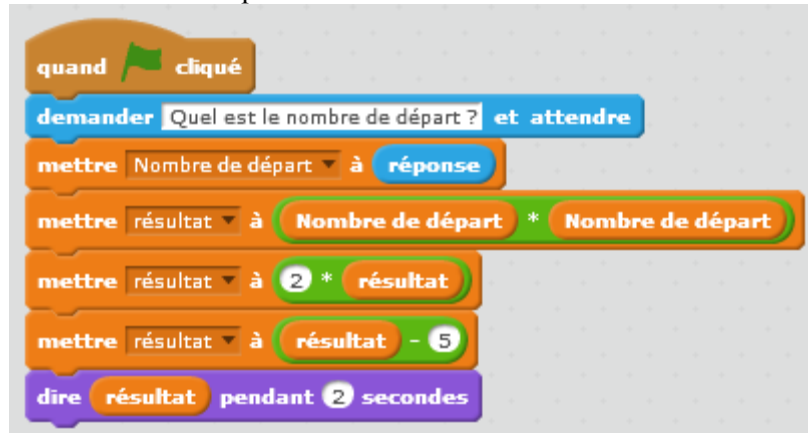 quand cliqué
demander Quel est le nombre de départ ? et attendre
mettre Nombre de départ à réponse
mettre résultat à Nombre de départ * Nombre de départ
mettre résultat à 2 * résultat
mettre résultat à résultat - 5
dire résultat pendant 2 secondes